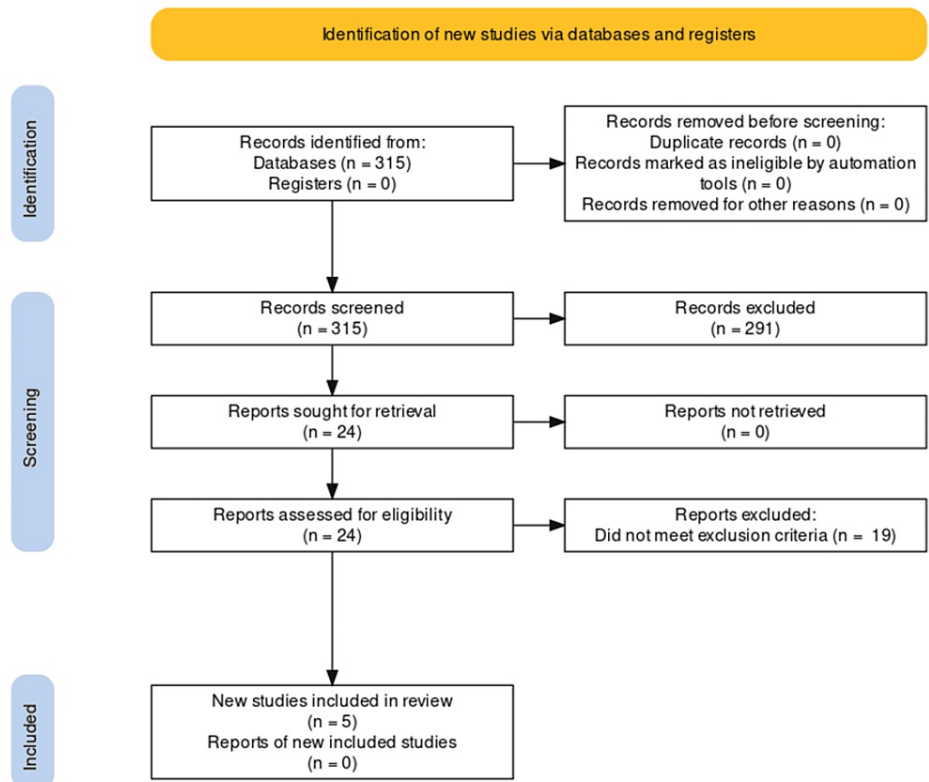 Identification of new studies via databases and registers
Identification
Records identified from:
Databases (n = 315)
Registers (n = 0)
Records removed before screening:
Duplicate records (n = 0)
Records marked as ineligible by automation
tools (n = 0)
Records removed for other reasons (n = 0)
Screening
Records screened
(n = 315)
Records excluded
(n = 291)
Reports sought for retrieval
(n = 24)
Reports not retrieved
(n = 0)
Reports assessed for eligibility
(n = 24)
Reports excluded:
Did not meet exclusion criteria (n = 19)
Included
New studies included in review
(n = 5)
Reports of new included studies
(n = 0)